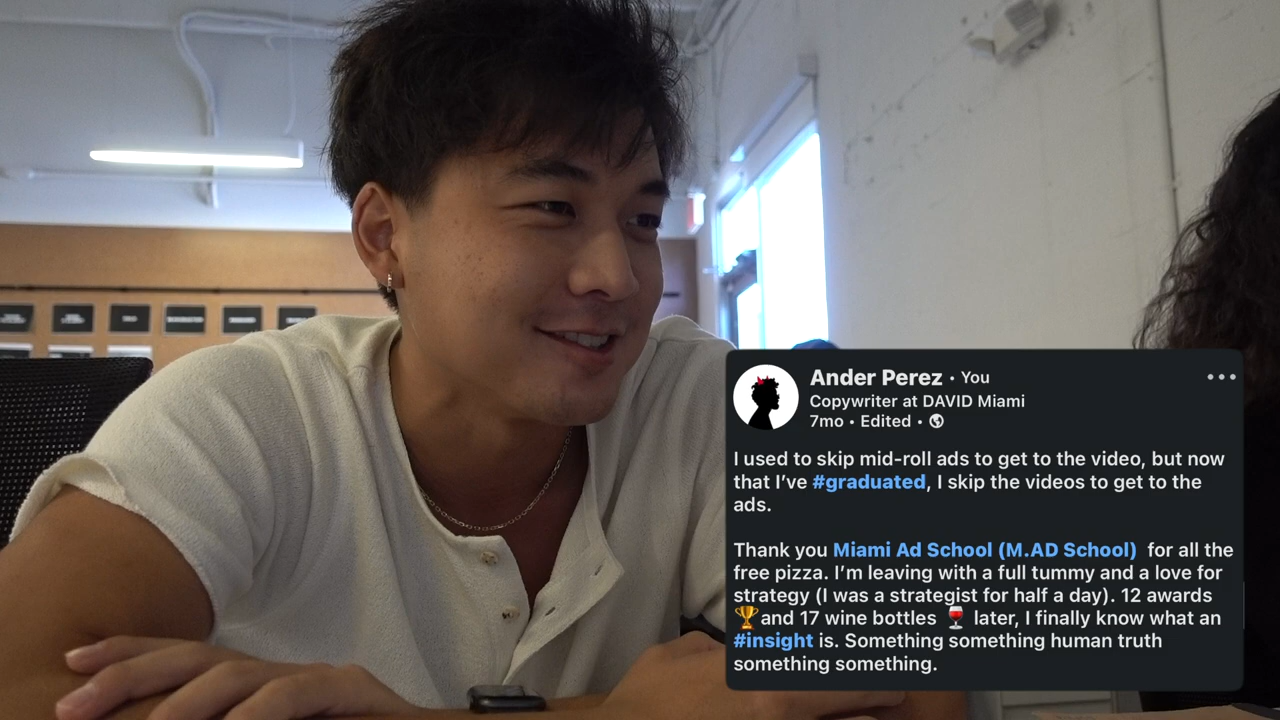 Ander Perez • You
Copywriter at DAVID Miami
7mo • Edited •
I used to skip mid-roll ads to get to the video, but now
that I’ve #graduated, I skip the videos to get to the
ads.
Thank you Miami Ad School (M.AD School) for all the
free pizza. I’m leaving with a full tummy and a love for
strategy (I was a strategist for half a day). 12 awards
🏆and 17 wine bottles 🍷 later, I finally know what an
#insight is. Something something human truth
something something.